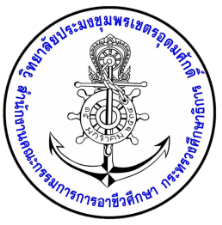 วิทยาลัยประมงชุมพรเขตรอุดมศักดิ์
สำนักงานคณะกรรมการการอาชีวศึกษา กระทรวงศึกษาธิการ